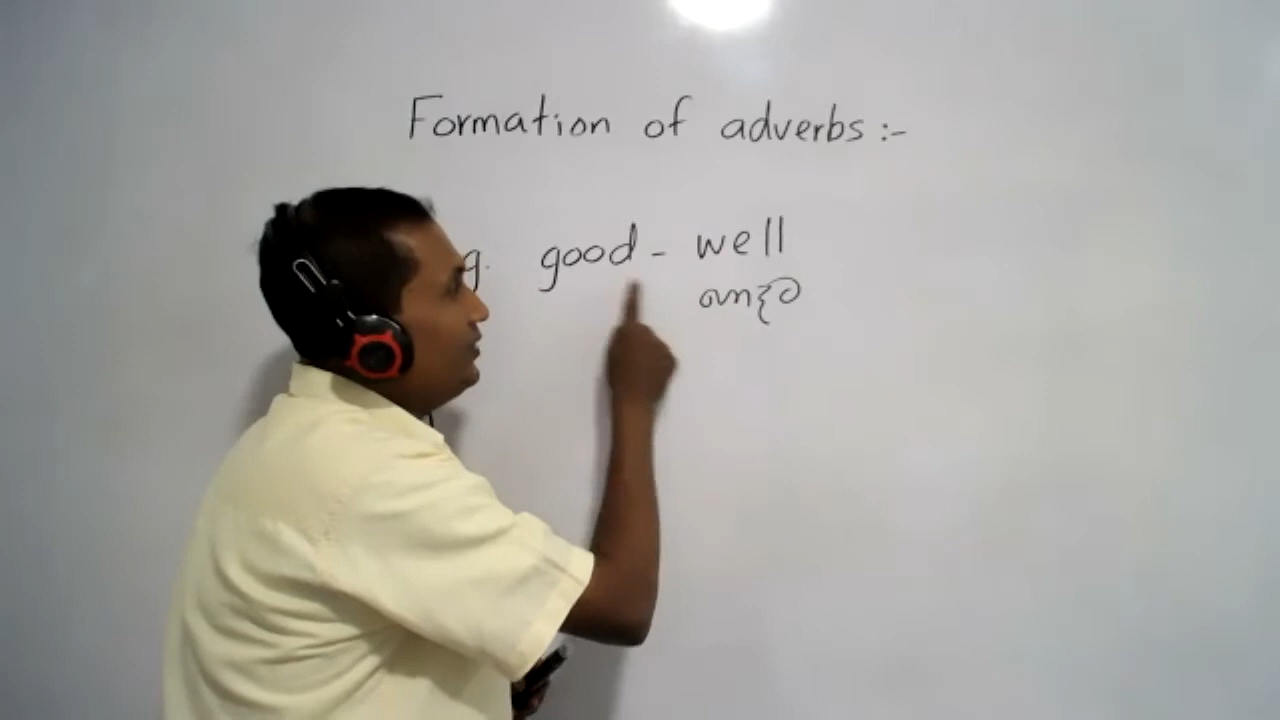 Formation of adverbs :-
g. good - well
හොඳට